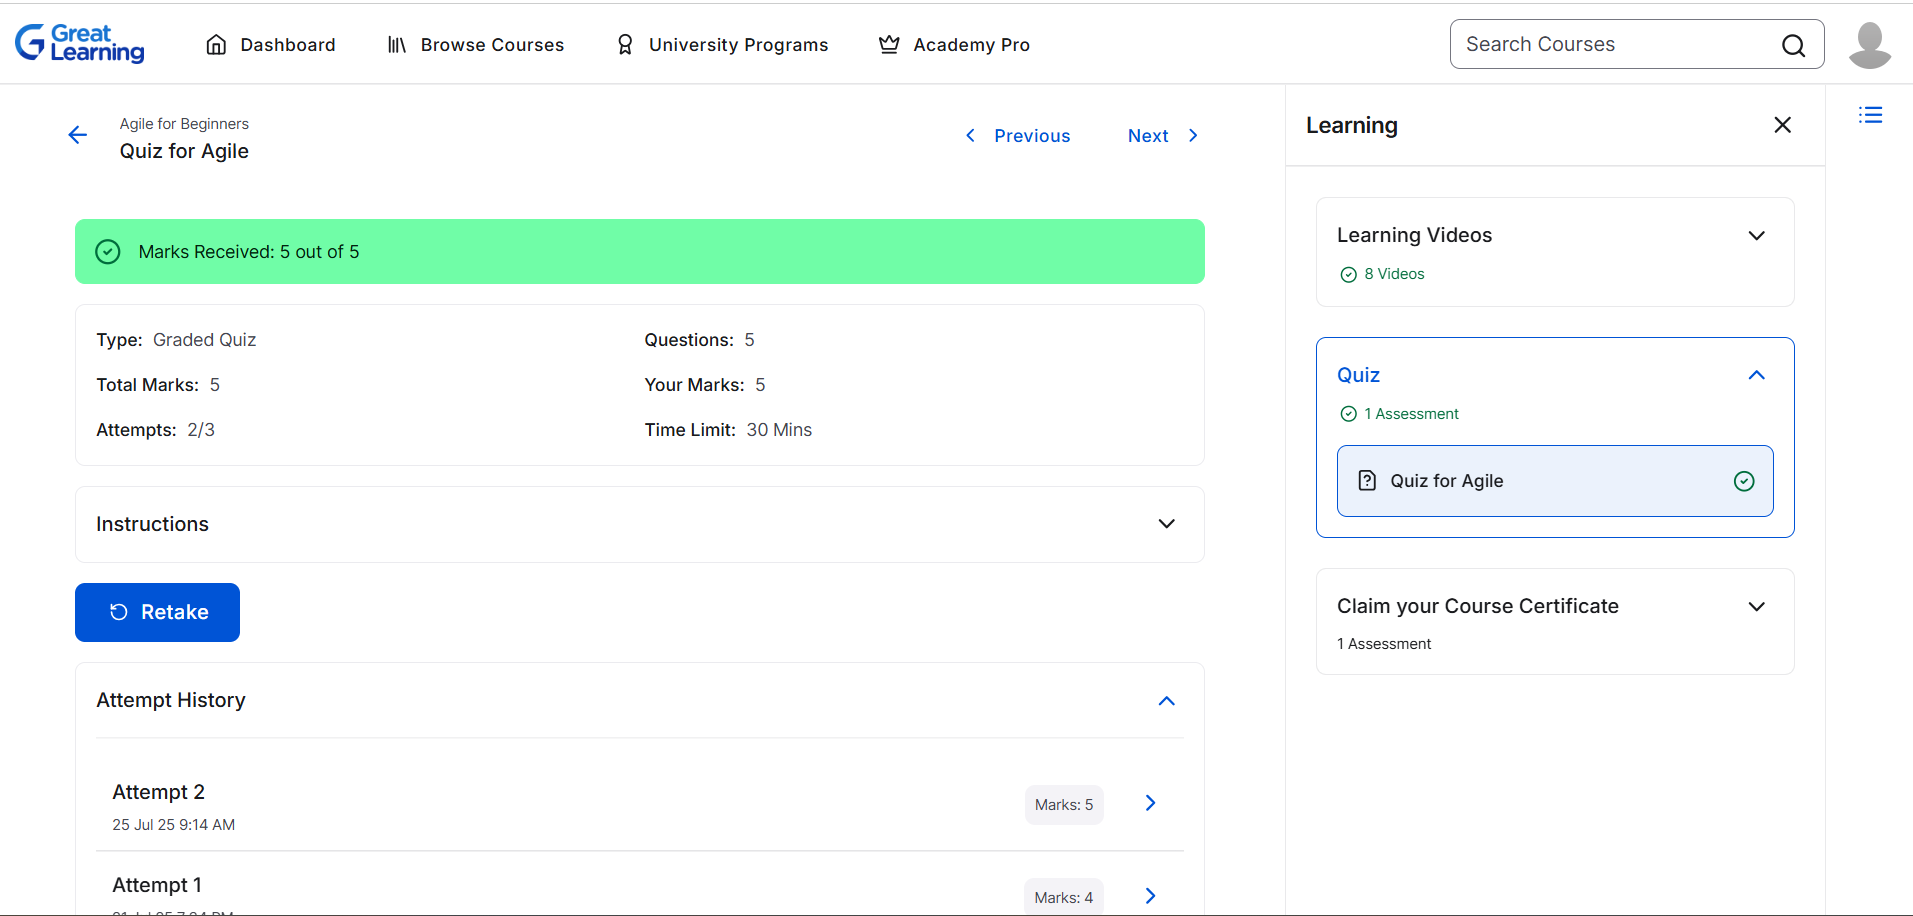 Great Learning
Dashboard
Browse Courses
University Programs
Academy Pro
Search Courses
Agile for Beginners
Quiz for Agile
Previous
Next
Marks Received: 5 out of 5
Type: Graded Quiz
Questions: 5
Total Marks: 5
Your Marks: 5
Attempts: 2/3
Time Limit: 30 Mins
Instructions
Retake
Attempt History
Attempt 2
25 Jul 25 9:14 AM
Marks: 5
Attempt 1
Marks: 4
Learning
Learning Videos
8 Videos
Quiz
1 Assessment
Quiz for Agile
Claim your Course Certificate
1 Assessment